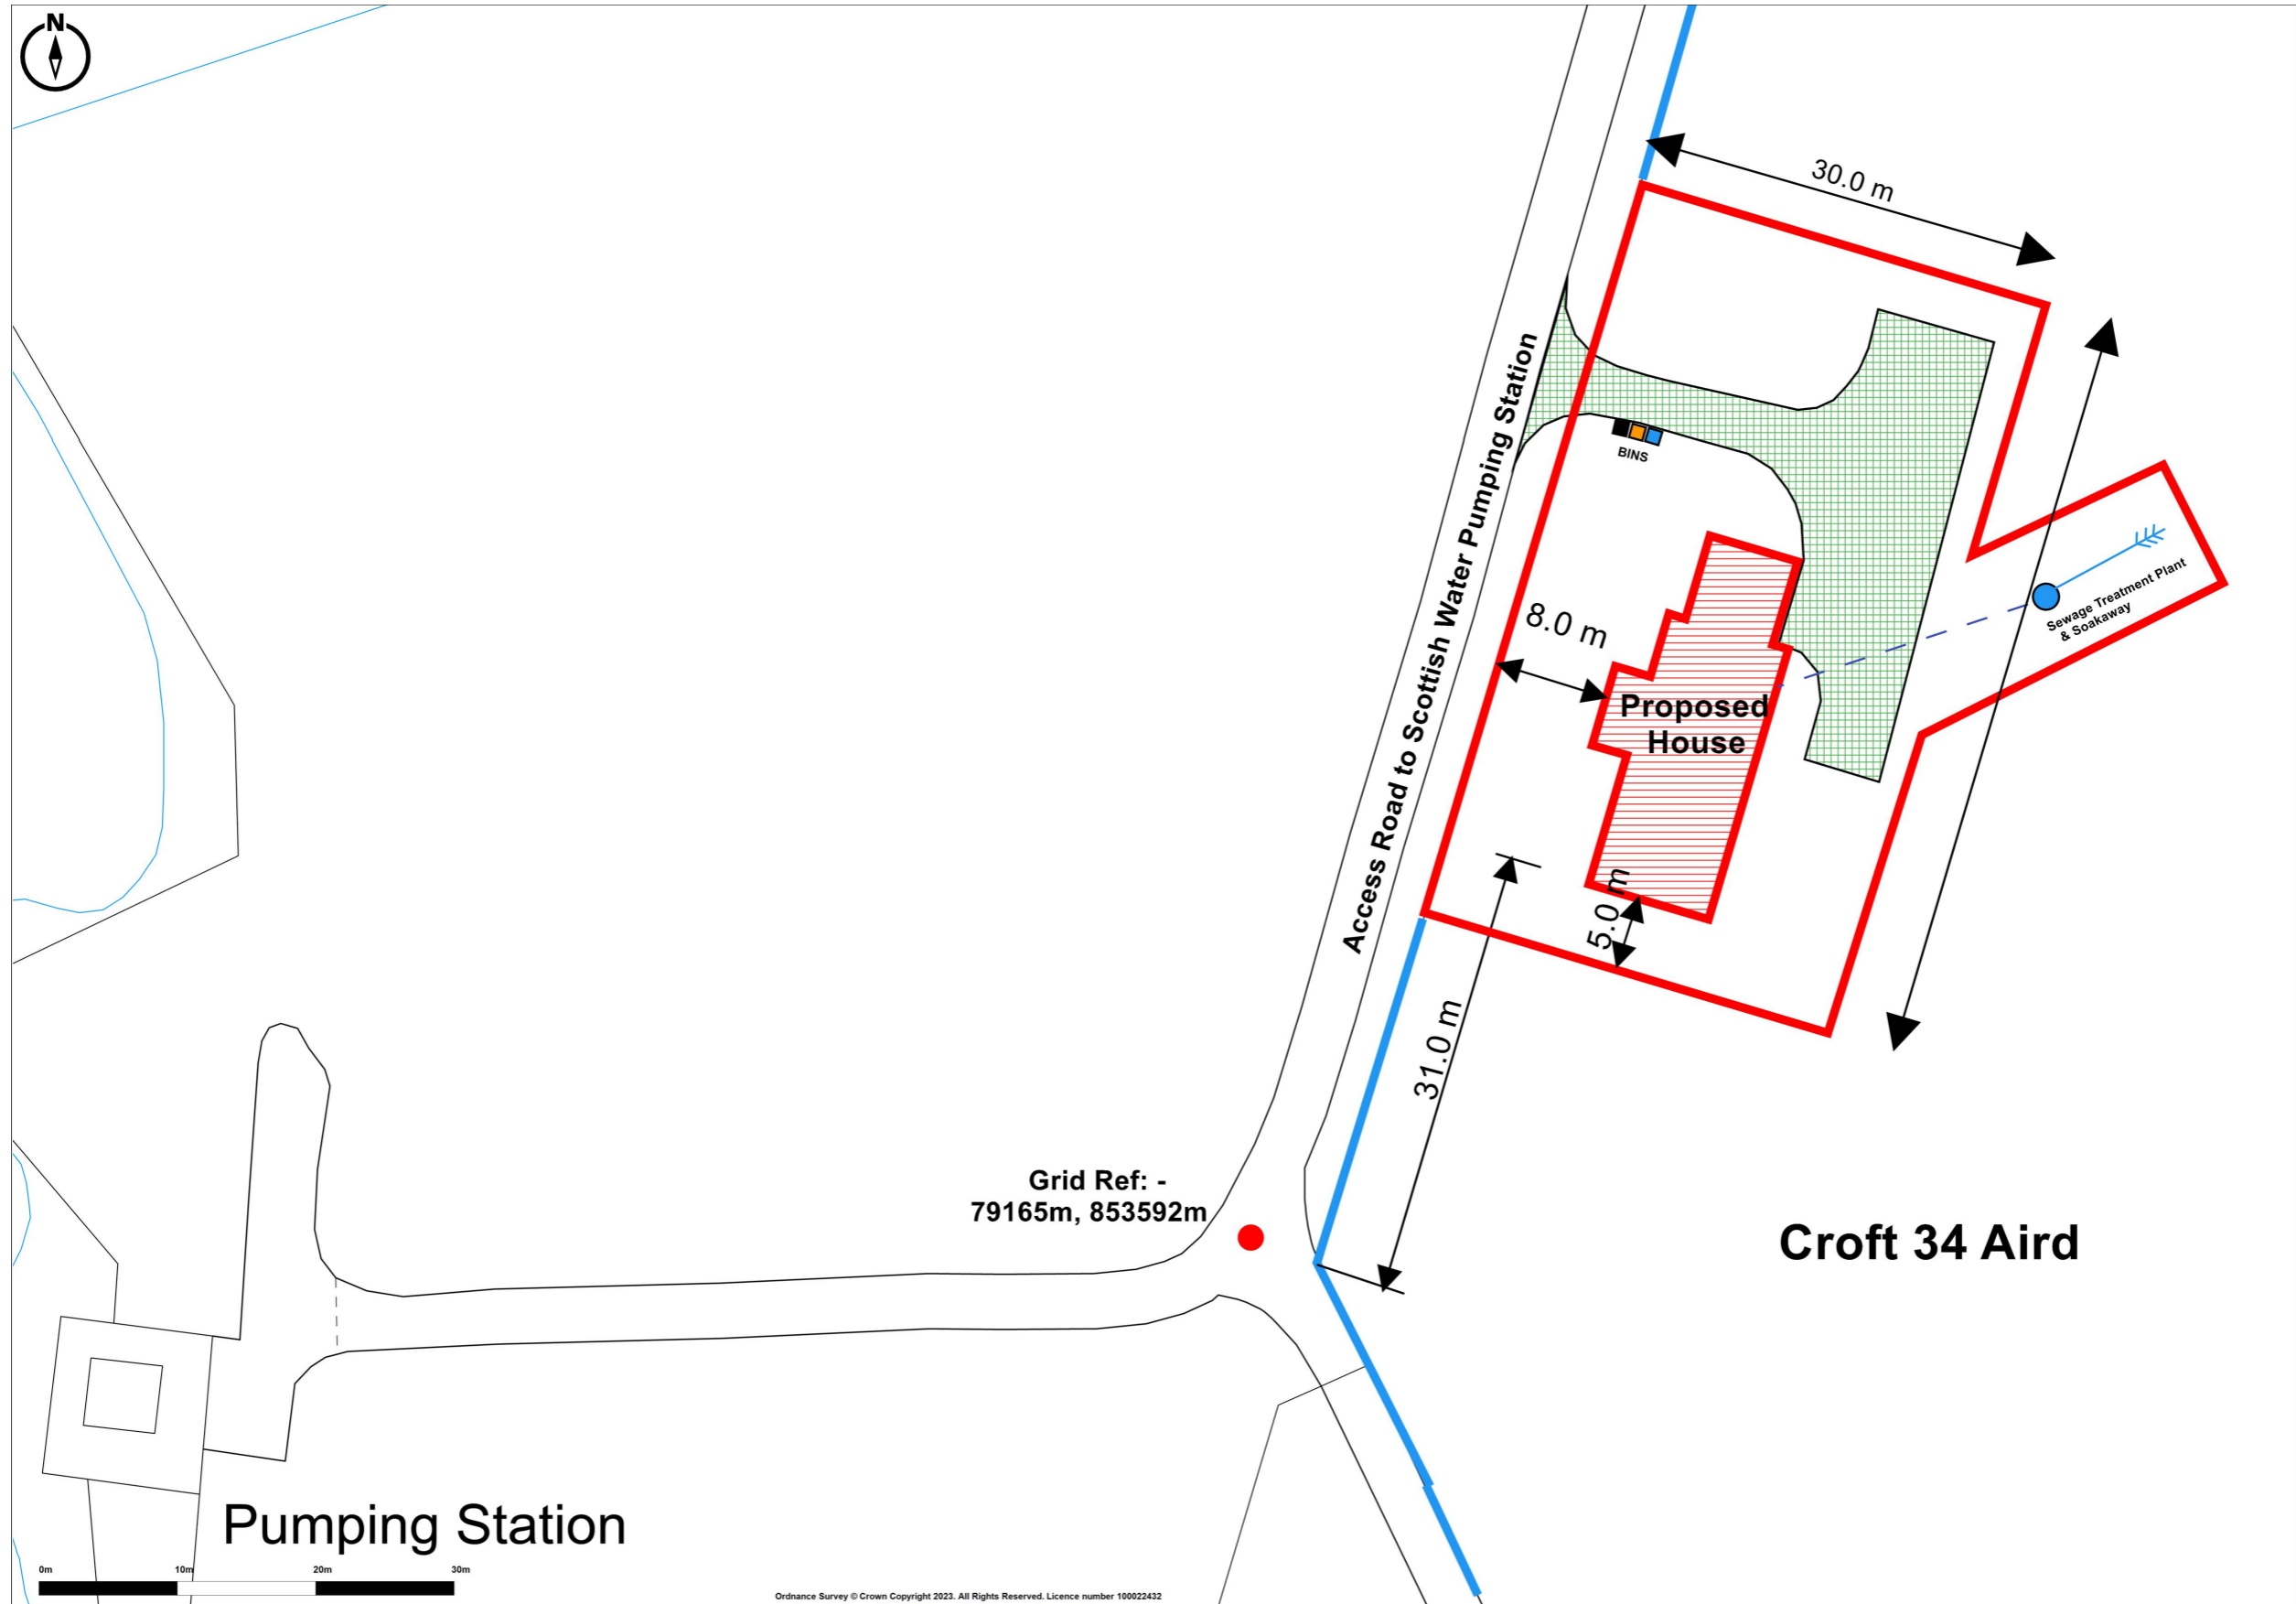 N
30.0 m
Access Road to Scottish Water Pumping Station
BINS
8.0 m
Sewage Treatment Plant
& Soakaway
Proposed
House
5.0 m
31.0 m
Grid Ref: -
79165m, 853592m
Croft 34 Aird
Pumping Station
0m 10m 20m 30m
Ordnance Survey © Crown Copyright 2023. All Rights Reserved. Licence number 100022432